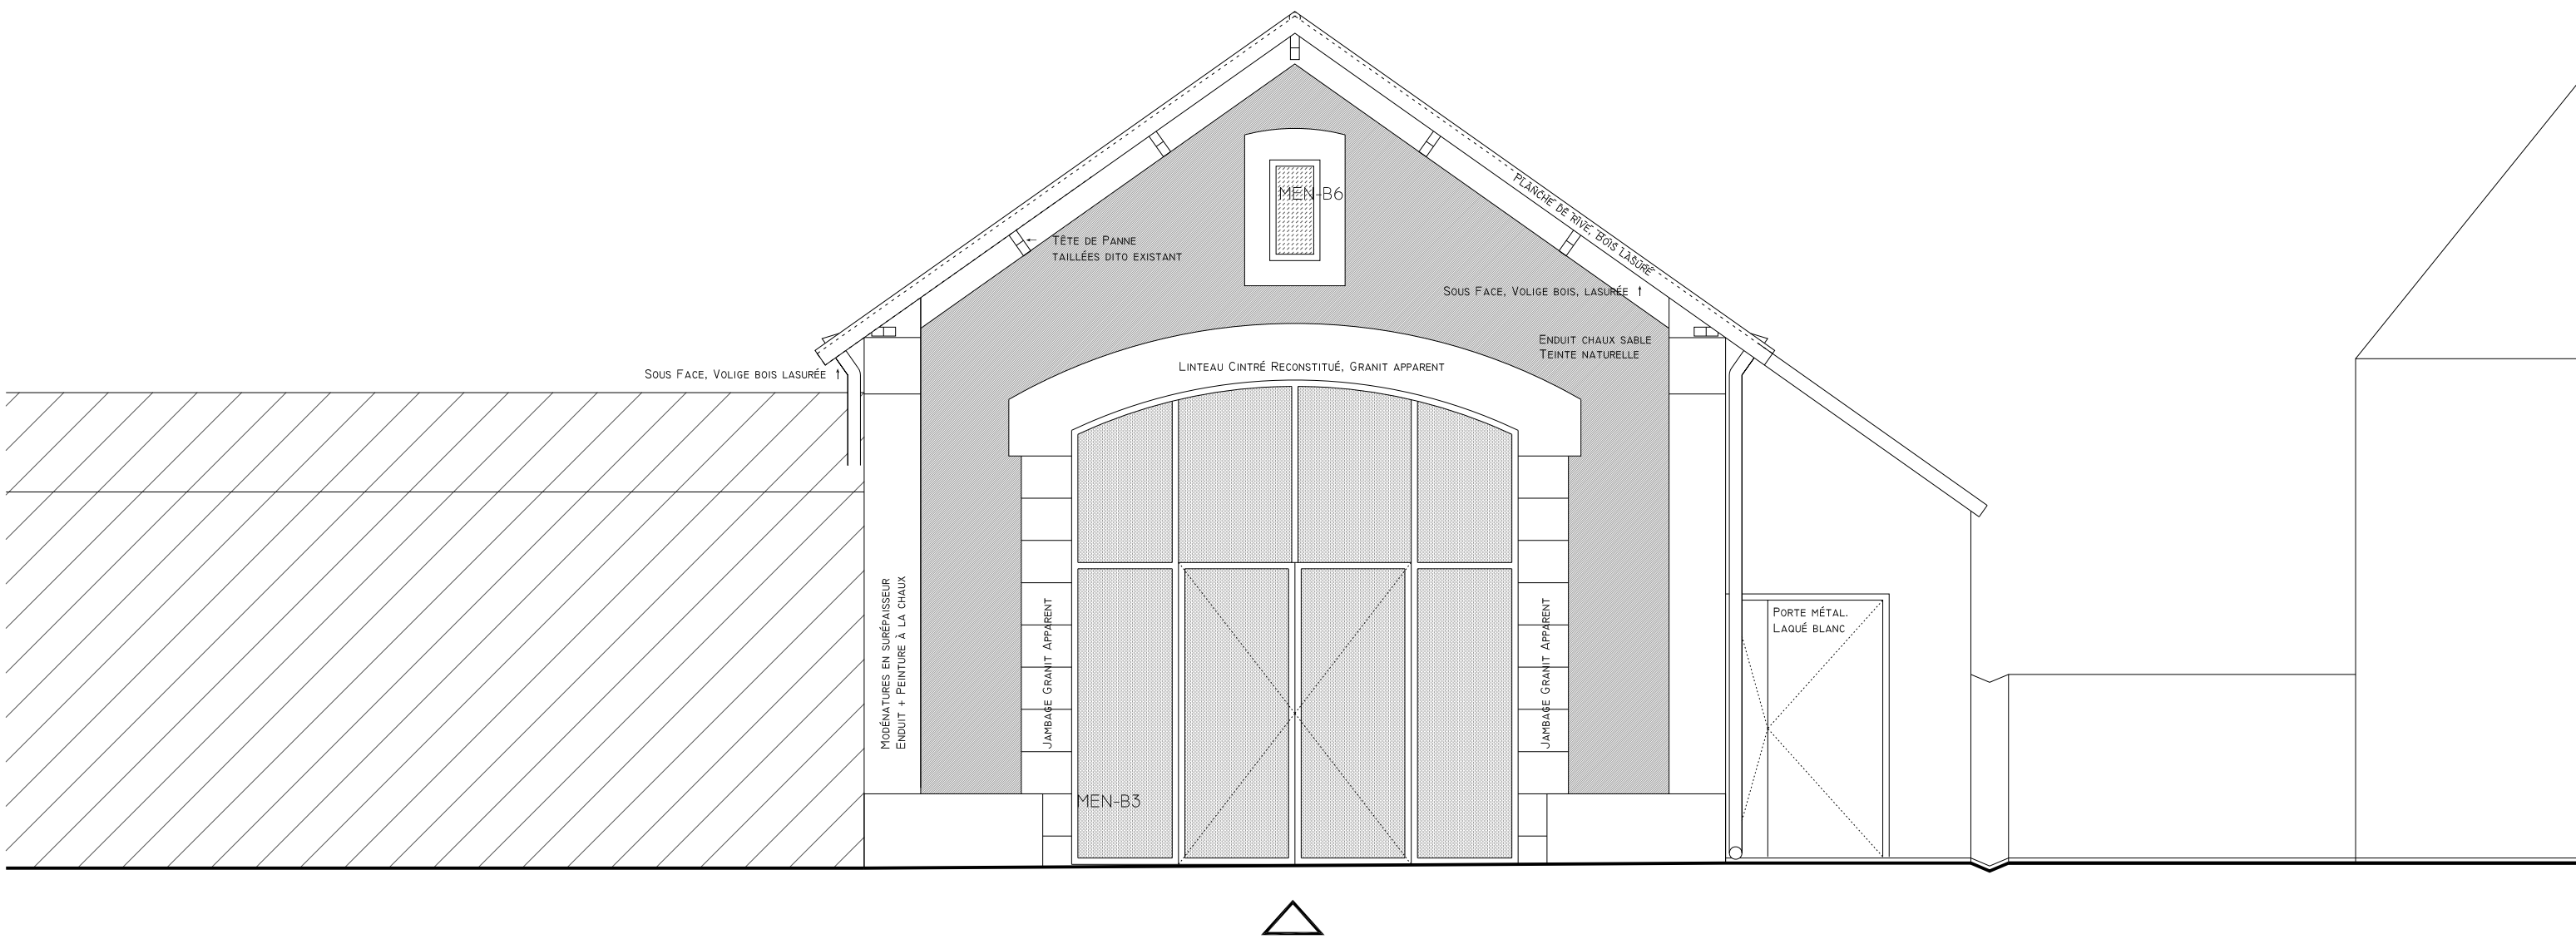 MEN-B6
Planche de rive, Bois lasuré
Tête de Panne
taillées dito existant
Sous Face, Volige bois, lasurée
Enduit chaux sable
Teinte naturelle
Linteau Cintré Reconstitué, Granit apparent
Sous Face, Volige bois lasurée
Modénatures en surépaisseur
Enduit + Peinture à la chaux
Jambage Granit Apparent
Jambage Granit Apparent
Porte métal.
Laqué blanc
MEN-B3